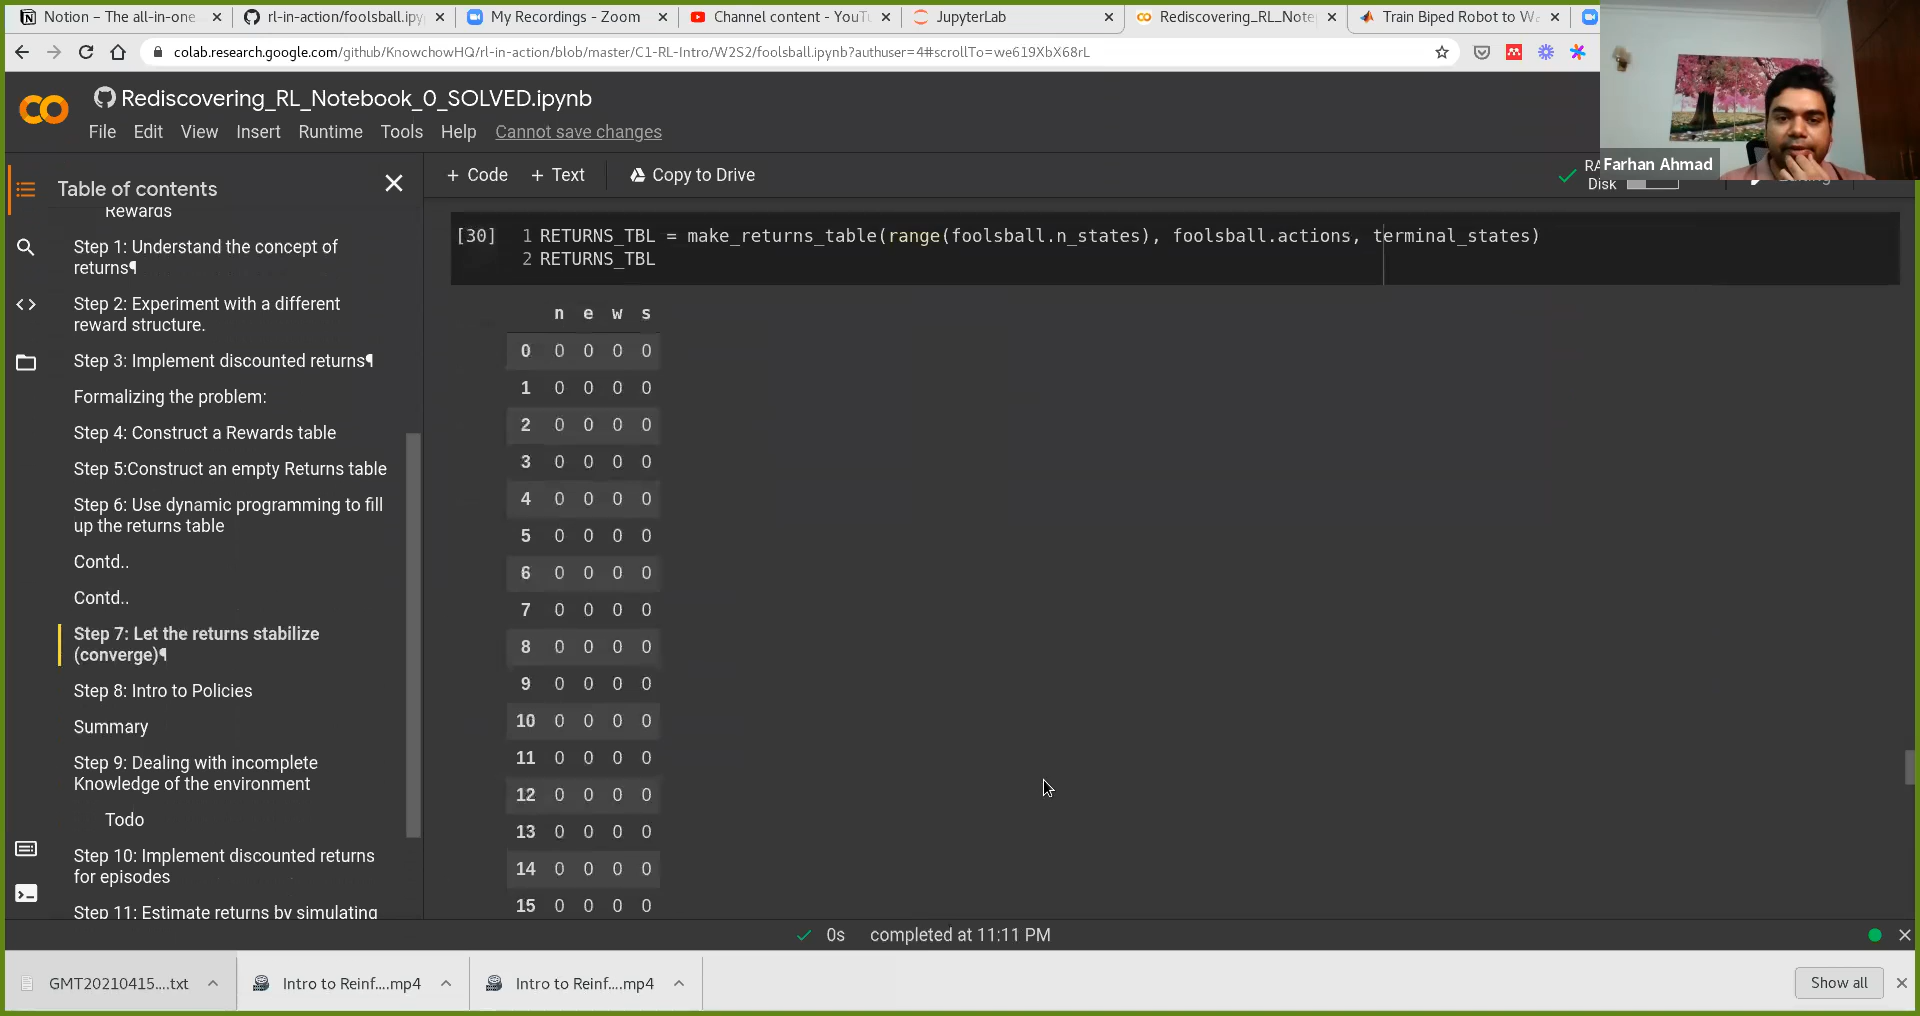 Notion – The all-in-one
rl-in-action/foolsball.ipy
My Recordings - Zoom
Channel content - YouTu
JupyterLab
Rediscovering_RL_Note
Train Biped Robot to Wa
colab.research.google.com/github/KnowchowHQ/rl-in-action/blob/master/C1-RL-Intro/W2S2/foolsball.ipynb?authuser=4#scrollTo=we619XbX68rL
Rediscovering_RL_Notebook_0_SOLVED.ipynb
File Edit View Insert Runtime Tools Help Cannot save changes
Farhan Ahmad
Table of contents
+ Code + Text Copy to Drive
RA
Disk
Rewards
Step 1: Understand the concept of
returns¶
Step 2: Experiment with a different
reward structure.
Step 3: Implement discounted returns¶
Formalizing the problem:
Step 4: Construct a Rewards table
Step 5:Construct an empty Returns table
Step 6: Use dynamic programming to fill
up the returns table
Contd..
Contd..
Step 7: Let the returns stabilize
(converge)¶
Step 8: Intro to Policies
Summary
Step 9: Dealing with incomplete
Knowledge of the environment
Todo
Step 10: Implement discounted returns
for episodes
Step 11: Estimate returns by simulating
[30] 1 RETURNS_TBL = make_returns_table(range(foolsball.n_states), foolsball.actions, terminal_states)
2 RETURNS_TBL
n e w s
0 0 0 0 0
1 0 0 0 0
2 0 0 0 0
3 0 0 0 0
4 0 0 0 0
5 0 0 0 0
6 0 0 0 0
7 0 0 0 0
8 0 0 0 0
9 0 0 0 0
10 0 0 0 0
11 0 0 0 0
12 0 0 0 0
13 0 0 0 0
14 0 0 0 0
15 0 0 0 0
0s completed at 11:11 PM
GMT20210415....txt
Intro to Reinf....mp4
Intro to Reinf....mp4
Show all